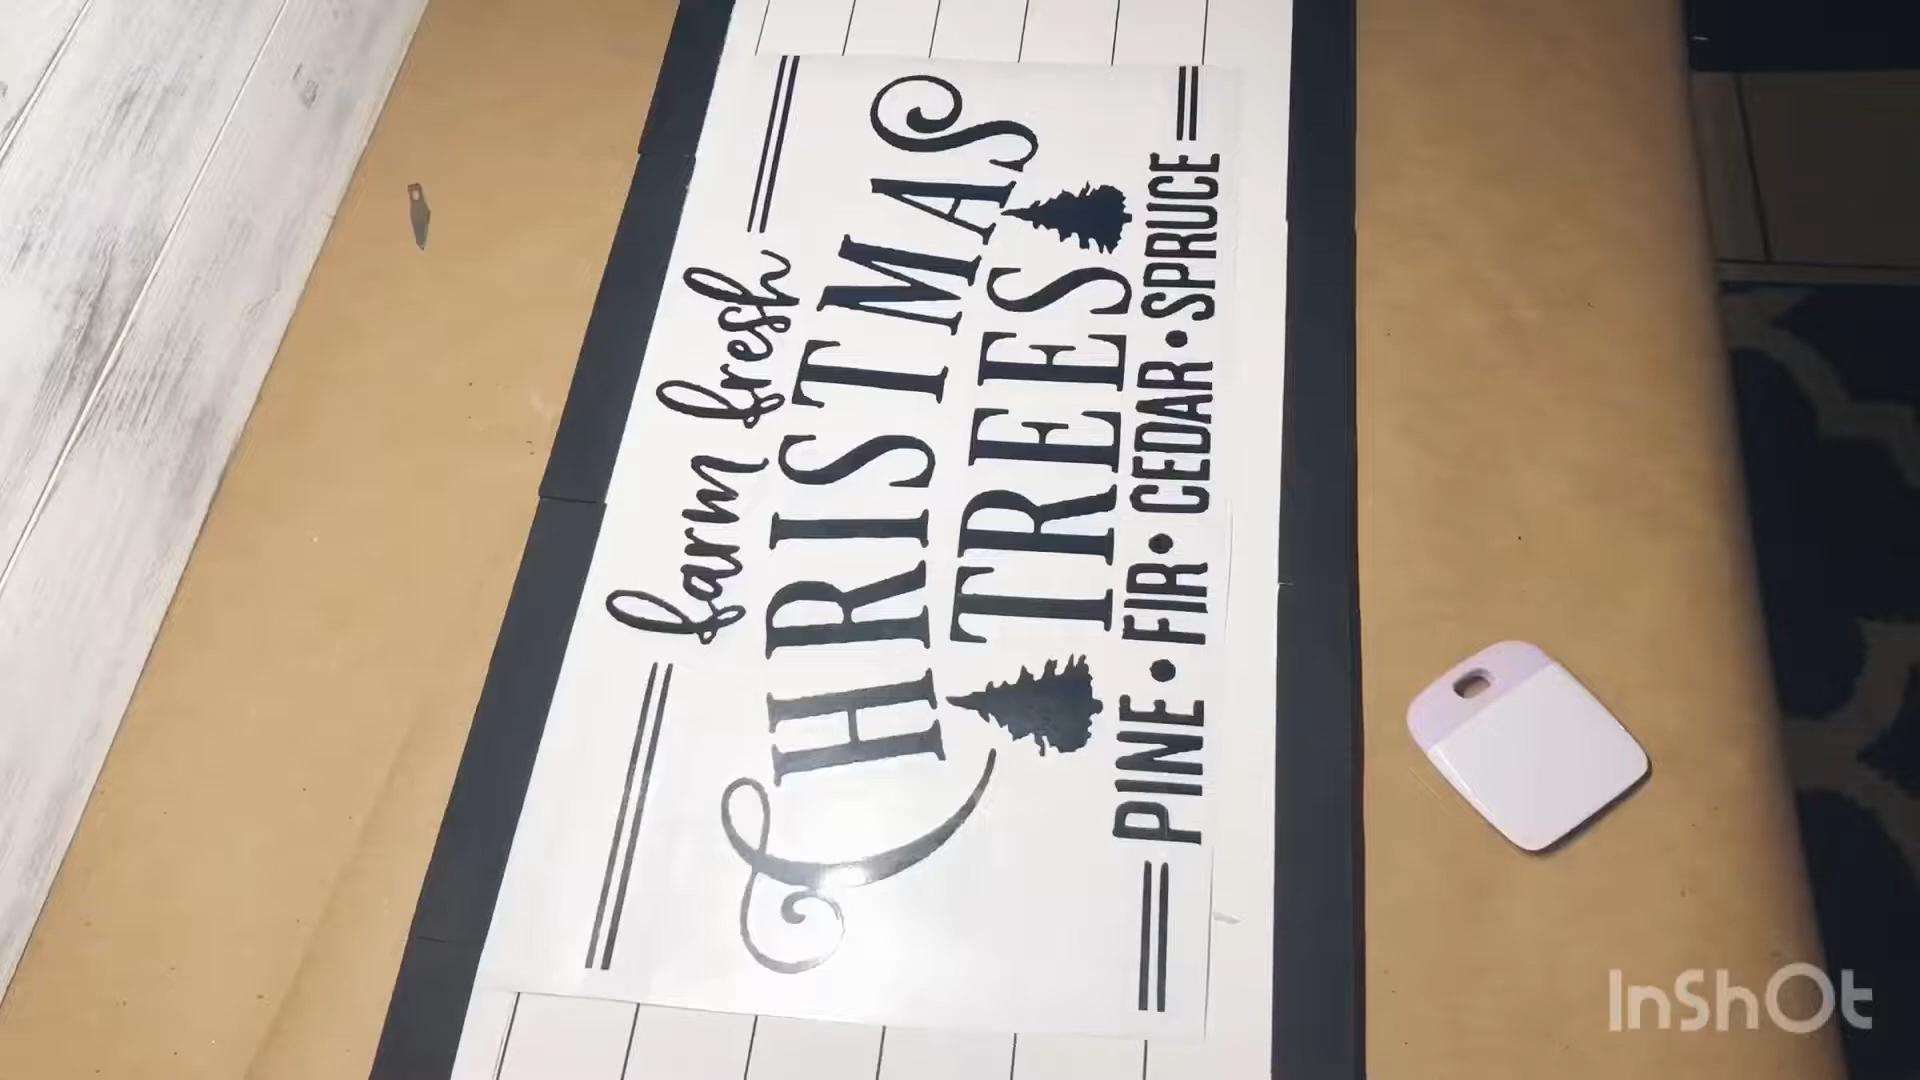 farm fresh
CHRISTMAS
TREES
PINE • FIR • CEDAR • SPRUCE
InShOt